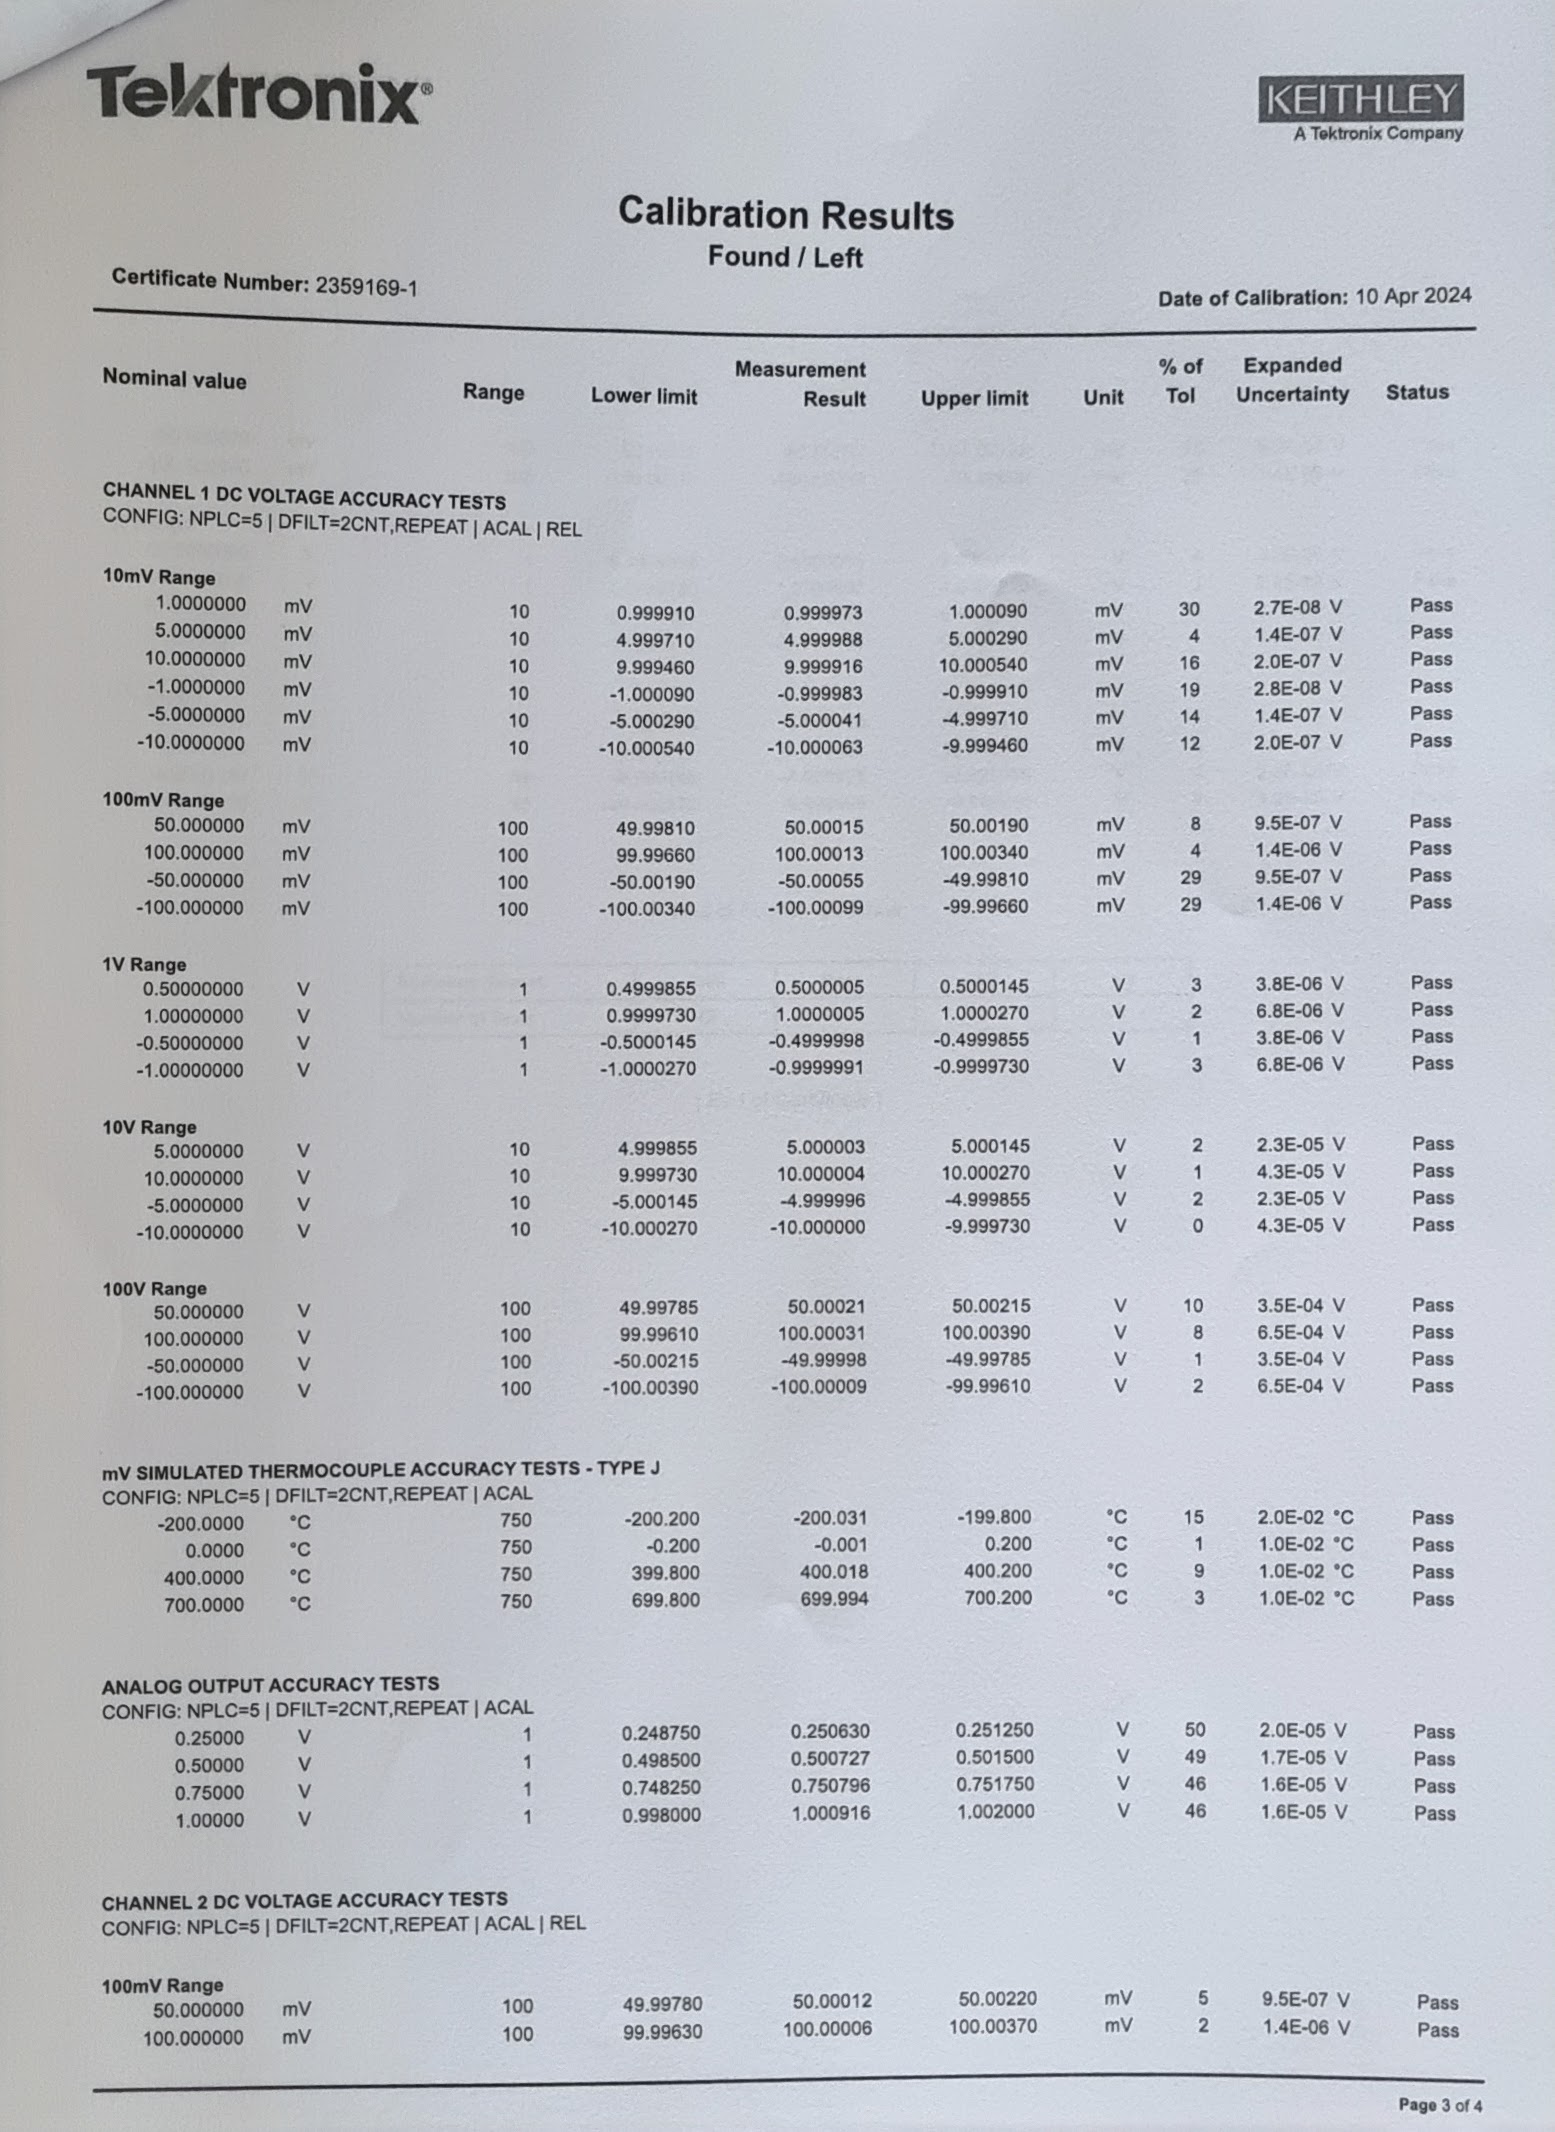 Tektronix®
KEITHLEY
A Tektronix Company
Calibration Results
Found / Left
Certificate Number: 2359169-1
Date of Calibration: 10 Apr 2024
Nominal value Range Lower limit Measurement Result Upper limit Unit % of Tol Expanded Uncertainty Status
CHANNEL 1 DC VOLTAGE ACCURACY TESTS
CONFIG: NPLC=5 | DFILT=2CNT,REPEAT | ACAL | REL
10mV Range
1.0000000 mV 10 0.999910 0.999973 1.000090 mV 30 2.7E-08 V Pass
5.0000000 mV 10 4.999710 4.999988 5.000290 mV 4 1.4E-07 V Pass
10.0000000 mV 10 9.999460 9.999916 10.000540 mV 16 2.0E-07 V Pass
-1.0000000 mV 10 -1.000090 -0.999983 -0.999910 mV 19 2.8E-08 V Pass
-5.0000000 mV 10 -5.000290 -5.000041 -4.999710 mV 14 1.4E-07 V Pass
-10.0000000 mV 10 -10.000540 -10.000063 -9.999460 mV 12 2.0E-07 V Pass
100mV Range
50.000000 mV 100 49.99810 50.00015 50.00190 mV 8 9.5E-07 V Pass
100.000000 mV 100 99.99660 100.00013 100.00340 mV 4 1.4E-06 V Pass
-50.000000 mV 100 -50.00190 -50.00055 -49.99810 mV 29 9.5E-07 V Pass
-100.000000 mV 100 -100.00340 -100.00099 -99.99660 mV 29 1.4E-06 V Pass
1V Range
0.50000000 V 1 0.4999855 0.5000005 0.5000145 V 3 3.8E-06 V Pass
1.00000000 V 1 0.9999730 1.0000005 1.0000270 V 2 6.8E-06 V Pass
-0.50000000 V 1 -0.5000145 -0.4999998 -0.4999855 V 1 3.8E-06 V Pass
-1.00000000 V 1 -1.0000270 -0.9999991 -0.9999730 V 3 6.8E-06 V Pass
10V Range
5.0000000 V 10 4.999855 5.000003 5.000145 V 2 2.3E-05 V Pass
10.0000000 V 10 9.999730 10.000004 10.000270 V 1 4.3E-05 V Pass
-5.0000000 V 10 -5.000145 -4.999996 -4.999855 V 2 2.3E-05 V Pass
-10.0000000 V 10 -10.000270 -10.000000 -9.999730 V 0 4.3E-05 V Pass
100V Range
50.000000 V 100 49.99785 50.00021 50.00215 V 10 3.5E-04 V Pass
100.000000 V 100 99.99610 100.00031 100.00390 V 8 6.5E-04 V Pass
-50.000000 V 100 -50.00215 -49.99998 -49.99785 V 1 3.5E-04 V Pass
-100.000000 V 100 -100.00390 -100.00009 -99.99610 V 2 6.5E-04 V Pass
mV SIMULATED THERMOCOUPLE ACCURACY TESTS - TYPE J
CONFIG: NPLC=5 | DFILT=2CNT,REPEAT | ACAL
-200.0000 °C 750 -200.200 -200.031 -199.800 °C 15 2.0E-02 °C Pass
0.0000 °C 750 -0.200 -0.001 0.200 °C 1 1.0E-02 °C Pass
400.0000 °C 750 399.800 400.018 400.200 °C 9 1.0E-02 °C Pass
700.0000 °C 750 699.800 699.994 700.200 °C 3 1.0E-02 °C Pass
ANALOG OUTPUT ACCURACY TESTS
CONFIG: NPLC=5 | DFILT=2CNT,REPEAT | ACAL
0.25000 V 1 0.248750 0.250630 0.251250 V 50 2.0E-05 V Pass
0.50000 V 1 0.498500 0.500727 0.501500 V 49 1.7E-05 V Pass
0.75000 V 1 0.748250 0.750796 0.751750 V 46 1.6E-05 V Pass
1.00000 V 1 0.998000 1.000916 1.002000 V 46 1.6E-05 V Pass
CHANNEL 2 DC VOLTAGE ACCURACY TESTS
CONFIG: NPLC=5 | DFILT=2CNT,REPEAT | ACAL | REL
100mV Range
50.000000 mV 100 49.99780 50.00012 50.00220 mV 5 9.5E-07 V Pass
100.000000 mV 100 99.99630 100.00006 100.00370 mV 2 1.4E-06 V Pass
Page 3 of 4